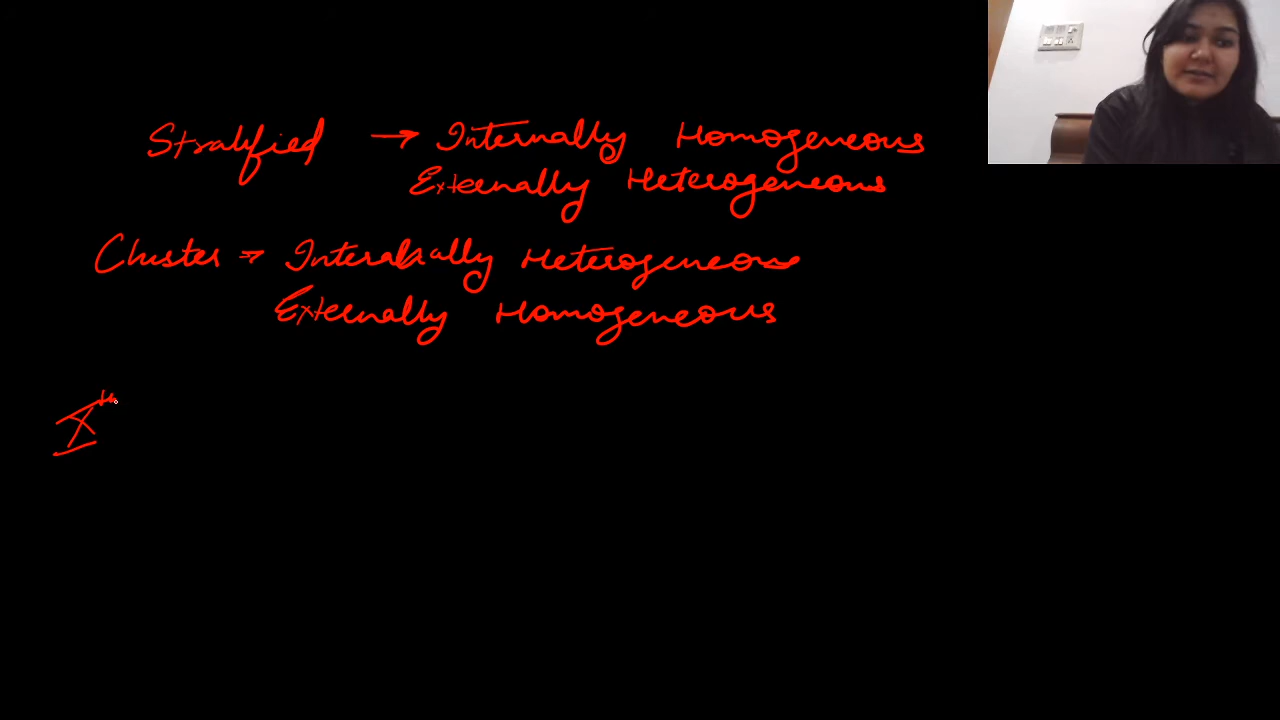 Stratified → Internally Homogeneous
Externally Heterogeneous
Cluster → Internally Heterogeneous
Externally Homogeneous
X